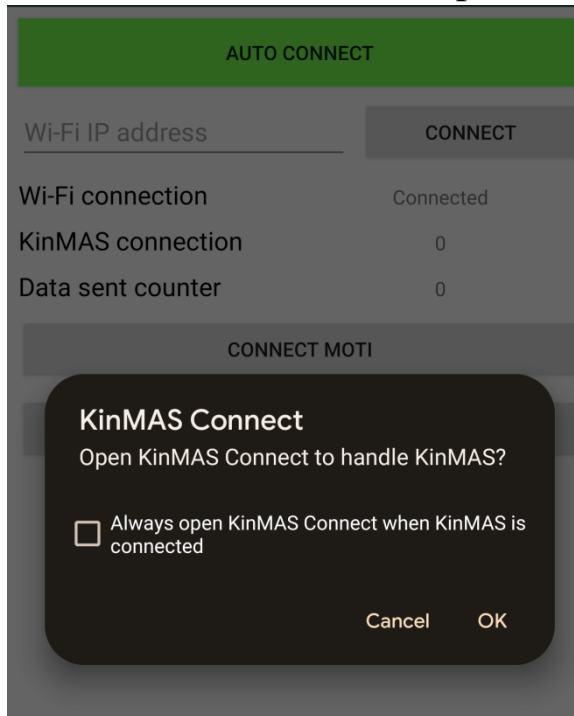 AUTO CONNECT
Wi-Fi IP address
CONNECT
Wi-Fi connection
Connected
KinMAS connection
0
Data sent counter
0
CONNECT MOTI
KinMAS Connect
Open KinMAS Connect to handle KinMAS?
Always open KinMAS Connect when KinMAS is
connected
Cancel
OK